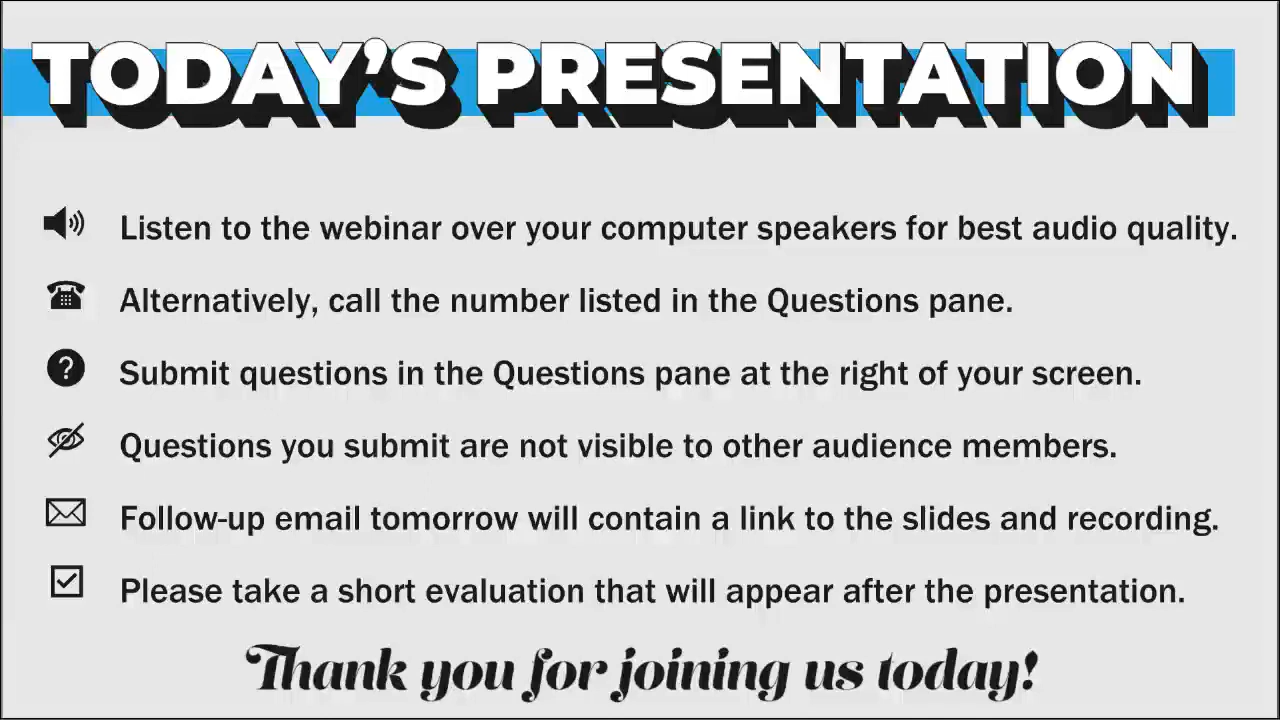 TODAY'S PRESENTATION
Listen to the webinar over your computer speakers for best audio quality.
Alternatively, call the number listed in the Questions pane.
Submit questions in the Questions pane at the right of your screen.
Questions you submit are not visible to other audience members.
Follow-up email tomorrow will contain a link to the slides and recording.
Please take a short evaluation that will appear after the presentation.
Thank you for joining us today!